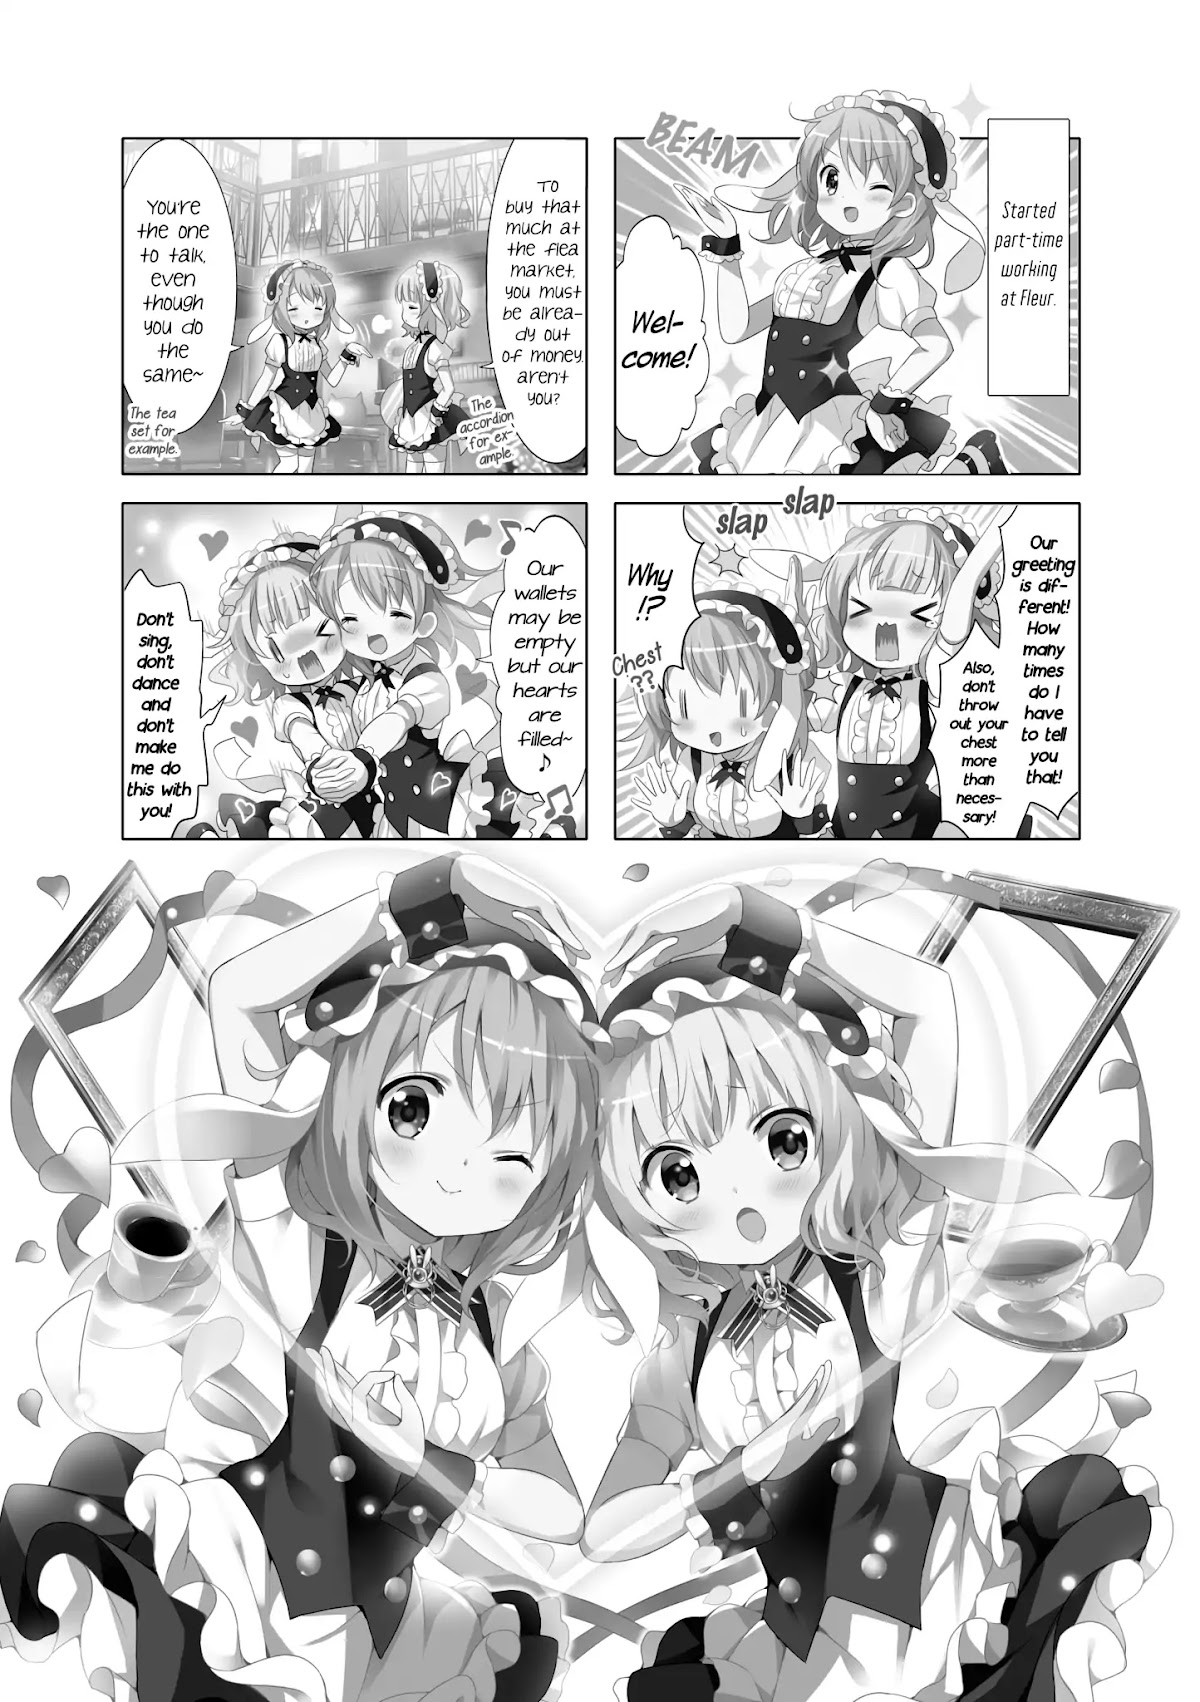 BEAM
Started
part-time
working
at Fleur.
Wel-
come!
Our
greeting
is dif-
ferent!
How
many
times
do I
have
to tell
you
that!
Also,
don't
throw
out your
chest
more
than
neces-
sary!
slap
slap
Why
!?
Chest
??
To
buy that
much at
the flea
market,
you must
be alrea-
dy out
of money,
aren't
you?
The
accordion
for ex-
ample.
You're
the one
to talk,
even
though
you do
the
same~
The tea
set for
example.
Our
wallets
may be
empty
but our
hearts
are
filled~
♪
Don't
sing,
don't
dance
and
don't
make
me do
this with
you!